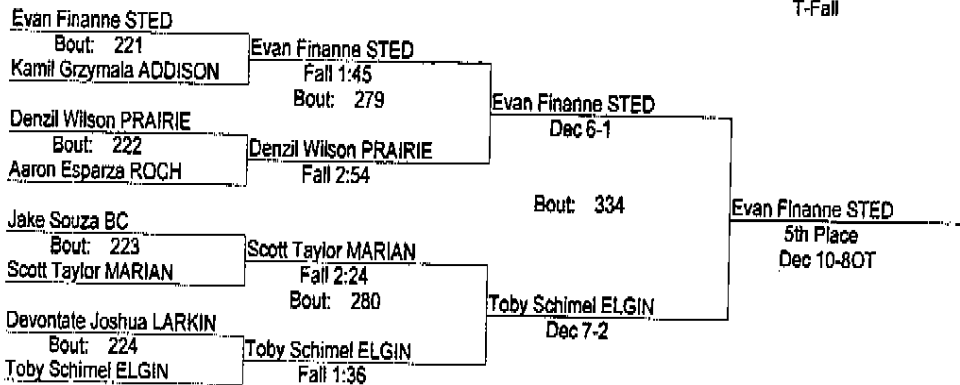 T-Fall
Evan Finanne STED
Bout: 221
Kamil Grzymala ADDISON
Evan Finanne STED
Fall 1:45
Bout: 279
Denzil Wilson PRAIRIE
Bout: 222
Aaron Esparza ROCH
Denzil Wilson PRAIRIE
Fall 2:54
Evan Finanne STED
Dec 6-1
Bout: 334
Jake Souza BC
Bout: 223
Scott Taylor MARIAN
Scott Taylor MARIAN
Fall 2:24
Bout: 280
Devontate Joshua LARKIN
Bout: 224
Toby Schimel ELGIN
Toby Schimel ELGIN
Fall 1:36
Toby Schimel ELGIN
Dec 7-2
Evan Finanne STED
5th Place
Dec 10-8OT